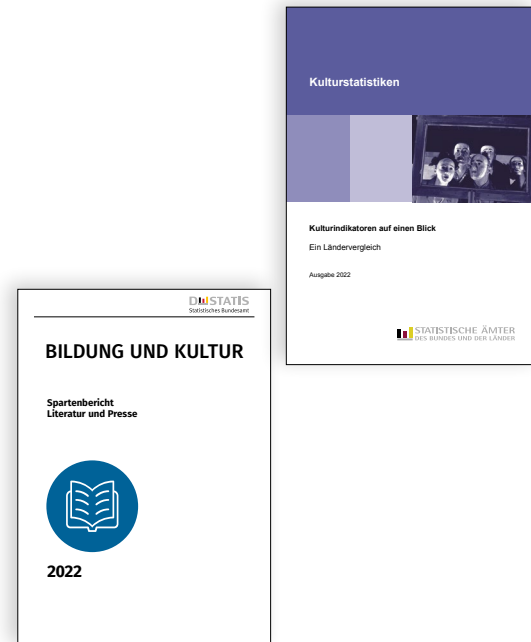 Kulturstatistiken
Kulturindikatoren auf einen Blick
Ein Ländervergleich
Ausgabe 2022
STATISTISCHE ÄMTER
DES BUNDES UND DER LÄNDER
DESTATIS
Statistisches Bundesamt
BILDUNG UND KULTUR
Spartenbericht
Literatur und Presse
2022